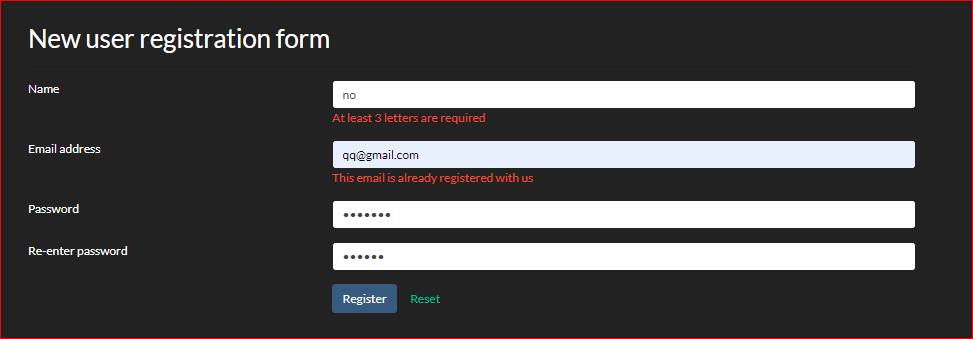 New user registration form
Name
no
At least 3 letters are required
Email address
qq@gmail.com
This email is already registered with us
Password
•••••••
Re-enter password
••••••
Register Reset